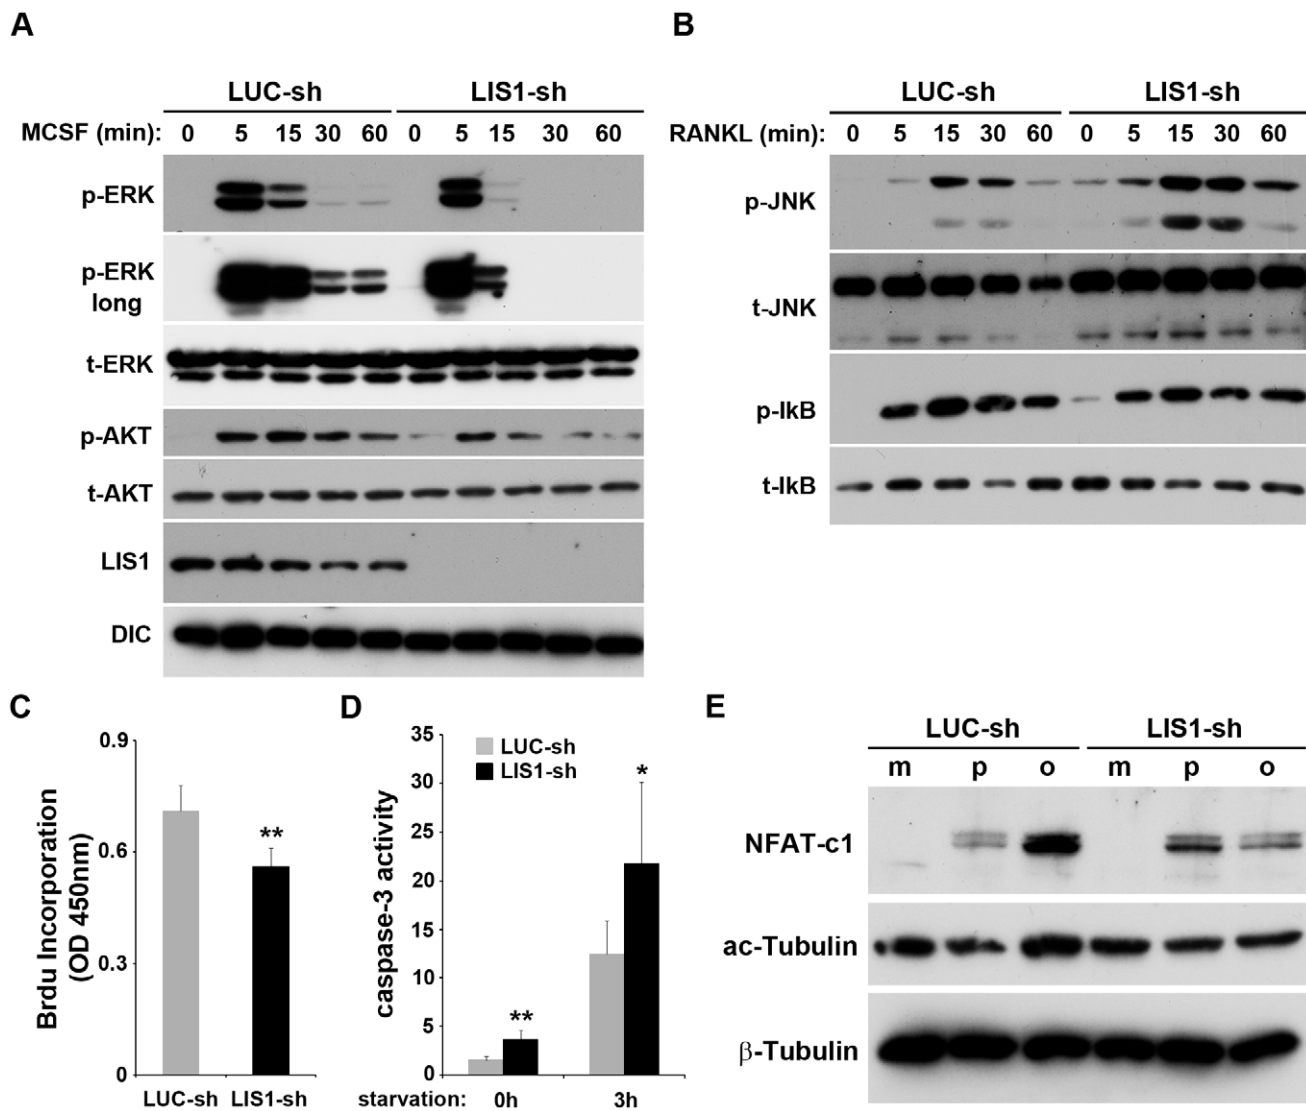 A
LUC-sh LIS1-sh
MCSF (min): 0 5 15 30 60 0 5 15 30 60
p-ERK
p-ERK
long
t-ERK
p-AKT
t-AKT
LIS1
DIC
B
LUC-sh LIS1-sh
RANKL (min): 0 5 15 30 60 0 5 15 30 60
p-JNK
t-JNK
p-IkB
t-IkB
C
Brdu Incorporation
(OD 450nm)
0.9
0.6
0.3
0
**
LUC-sh LIS1-sh
D
caspase-3 activity
35
30
25
20
15
10
5
0
LUC-sh
LIS1-sh
**
*
starvation: 0h 3h
E
LUC-sh LIS1-sh
m p o m p o
NFAT-c1
ac-Tubulin
β-Tubulin